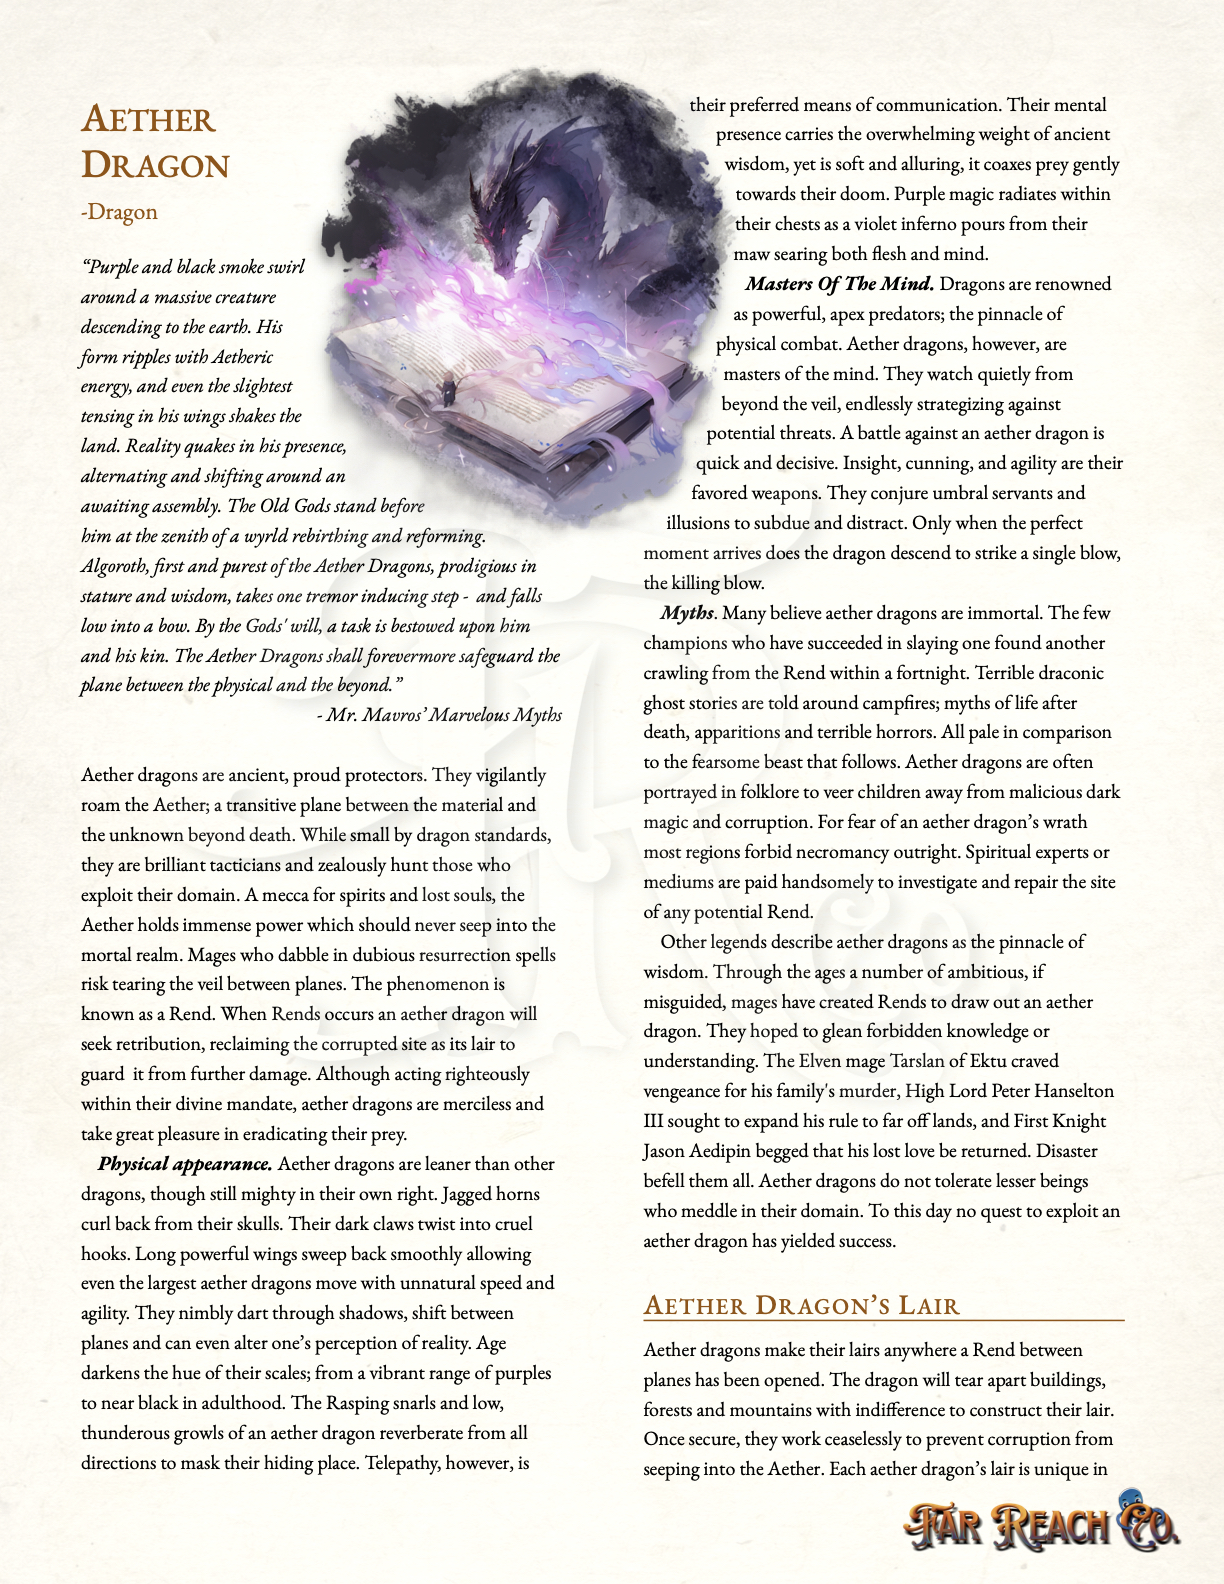 AETHER
DRAGON
-Dragon
“Purple and black smoke swirl
around a massive creature
descending to the earth. His
form ripples with Aetheric
energy, and even the slightest
tensing in his wings shakes the
land. Reality quakes in his presence,
alternating and shifting around an
awaiting assembly. The Old Gods stand before
him at the zenith of a wyrld rebirthing and reforming.
Algoroth, first and purest of the Aether Dragons, prodigious in
stature and wisdom, takes one tremor inducing step - and falls
low into a bow. By the Gods' will, a task is bestowed upon him
and his kin. The Aether Dragons shall forevermore safeguard the
plane between the physical and the beyond.”
- Mr. Mavros’ Marvelous Myths
Aether dragons are ancient, proud protectors. They vigilantly
roam the Aether; a transitive plane between the material and
the unknown beyond death. While small by dragon standards,
they are brilliant tacticians and zealously hunt those who
exploit their domain. A mecca for spirits and lost souls, the
Aether holds immense power which should never seep into the
mortal realm. Mages who dabble in dubious resurrection spells
risk tearing the veil between planes. The phenomenon is
known as a Rend. When Rends occurs an aether dragon will
seek retribution, reclaiming the corrupted site as its lair to
guard it from further damage. Although acting righteously
within their divine mandate, aether dragons are merciless and
take great pleasure in eradicating their prey.
Physical appearance. Aether dragons are leaner than other
dragons, though still mighty in their own right. Jagged horns
curl back from their skulls. Their dark claws twist into cruel
hooks. Long powerful wings sweep back smoothly allowing
even the largest aether dragons move with unnatural speed and
agility. They nimbly dart through shadows, shift between
planes and can even alter one’s perception of reality. Age
darkens the hue of their scales; from a vibrant range of purples
to near black in adulthood. The Rasping snarls and low,
thunderous growls of an aether dragon reverberate from all
directions to mask their hiding place. Telepathy, however, is
their preferred means of communication. Their mental
presence carries the overwhelming weight of ancient
wisdom, yet is soft and alluring, it coaxes prey gently
towards their doom. Purple magic radiates within
their chests as a violet inferno pours from their
maw searing both flesh and mind.
Masters Of The Mind. Dragons are renowned
as powerful, apex predators; the pinnacle of
physical combat. Aether dragons, however, are
masters of the mind. They watch quietly from
beyond the veil, endlessly strategizing against
potential threats. A battle against an aether dragon is
quick and decisive. Insight, cunning, and agility are their
favored weapons. They conjure umbral servants and
illusions to subdue and distract. Only when the perfect
moment arrives does the dragon descend to strike a single blow,
the killing blow.
Myths. Many believe aether dragons are immortal. The few
champions who have succeeded in slaying one found another
crawling from the Rend within a fortnight. Terrible draconic
ghost stories are told around campfires; myths of life after
death, apparitions and terrible horrors. All pale in comparison
to the fearsome beast that follows. Aether dragons are often
portrayed in folklore to veer children away from malicious dark
magic and corruption. For fear of an aether dragon’s wrath
most regions forbid necromancy outright. Spiritual experts or
mediums are paid handsomely to investigate and repair the site
of any potential Rend.
Other legends describe aether dragons as the pinnacle of
wisdom. Through the ages a number of ambitious, if
misguided, mages have created Rends to draw out an aether
dragon. They hoped to glean forbidden knowledge or
understanding. The Elven mage Tarslan of Ektu craved
vengeance for his family's murder, High Lord Peter Hanselton
III sought to expand his rule to far off lands, and First Knight
Jason Aedipin begged that his lost love be returned. Disaster
befell them all. Aether dragons do not tolerate lesser beings
who meddle in their domain. To this day no quest to exploit an
aether dragon has yielded success.
AETHER DRAGON’S LAIR
Aether dragons make their lairs anywhere a Rend between
planes has been opened. The dragon will tear apart buildings,
forests and mountains with indifference to construct their lair.
Once secure, they work ceaselessly to prevent corruption from
seeping into the Aether. Each aether dragon’s lair is unique in
FAR REACH CO.